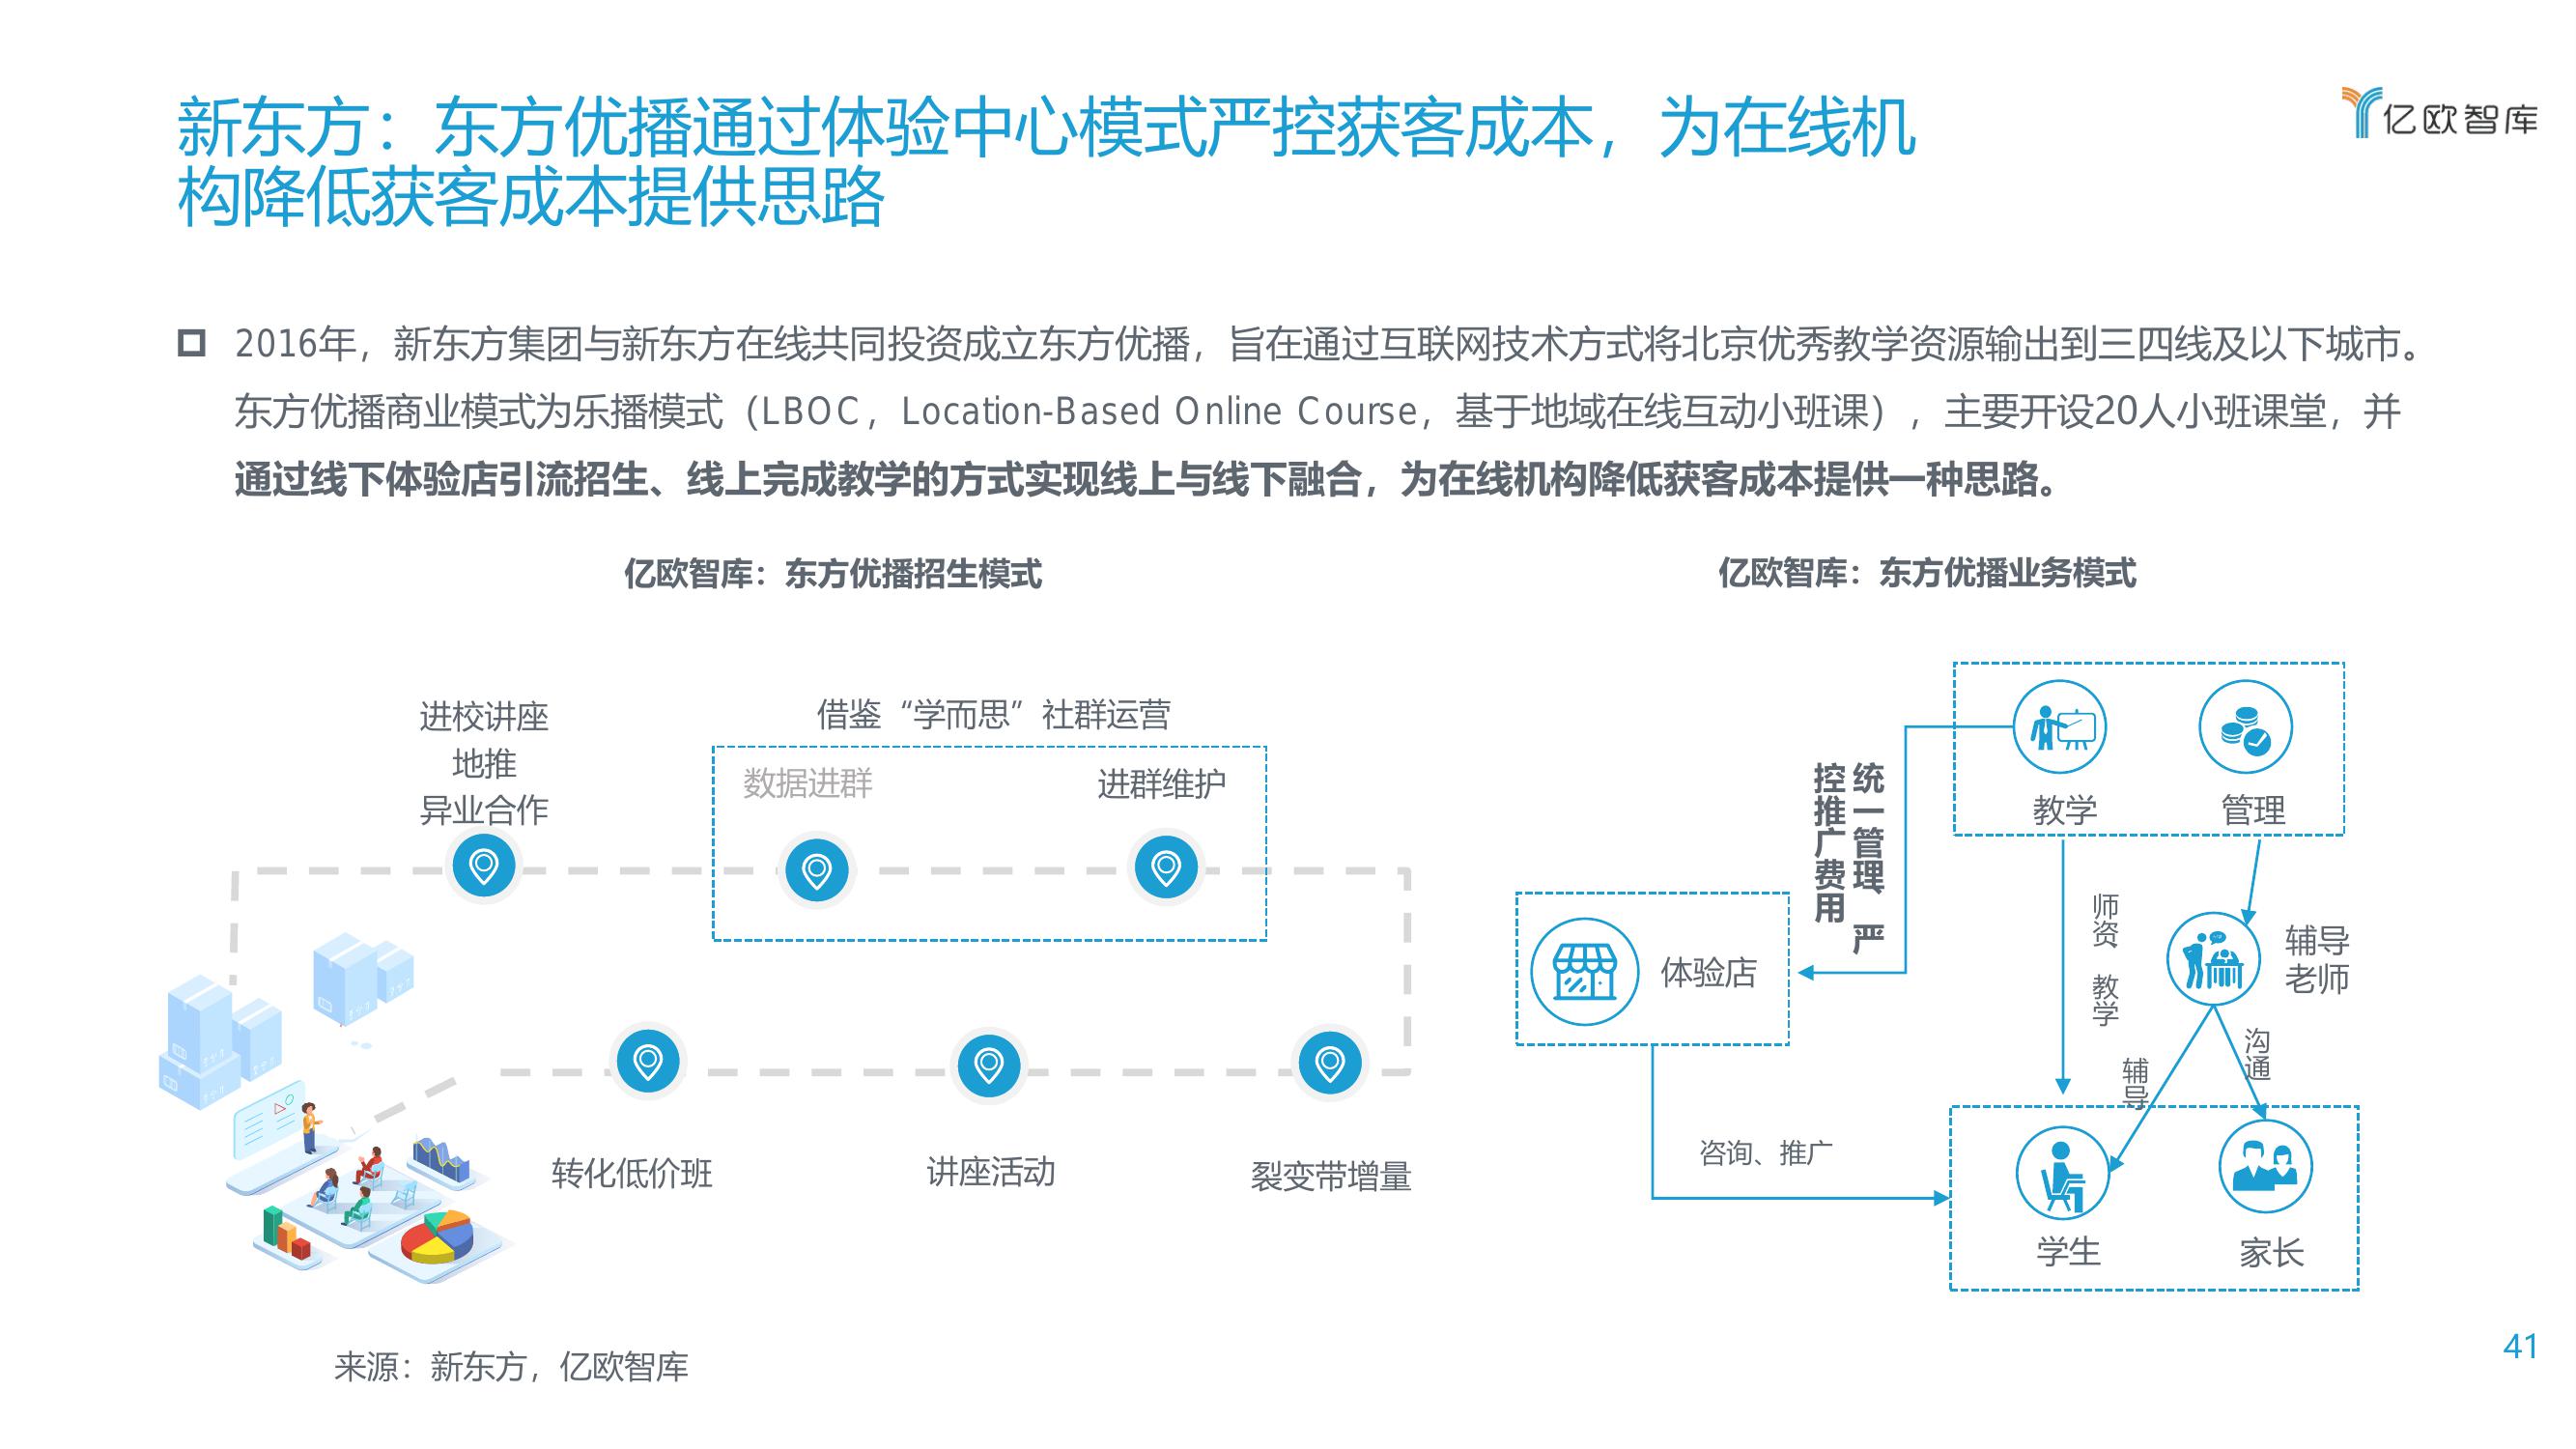 新东方：东方优播通过体验中心模式严控获客成本，为在线机
构降低获客成本提供思路
亿欧智库
2016年，新东方集团与新东方在线共同投资成立东方优播，旨在通过互联网技术方式将北京优秀教学资源输出到三四线及以下城市。
东方优播商业模式为乐播模式（LBOC，Location-Based Online Course，基于地域在线互动小班课），主要开设20人小班课堂，并
通过线下体验店引流招生、线上完成教学的方式实现线上与线下融合，为在线机构降低获客成本提供一种思路。
亿欧智库：东方优播招生模式
进校讲座
地推
异业合作
借鉴“学而思”社群运营
数据进群
进群维护
转化低价班
讲座活动
裂变带增量
亿欧智库：东方优播业务模式
教学
管理
统一管理、严
控推广费用
体验店
师资 教学
辅导
老师
辅导
沟通
咨询、推广
学生
家长
来源：新东方，亿欧智库
41